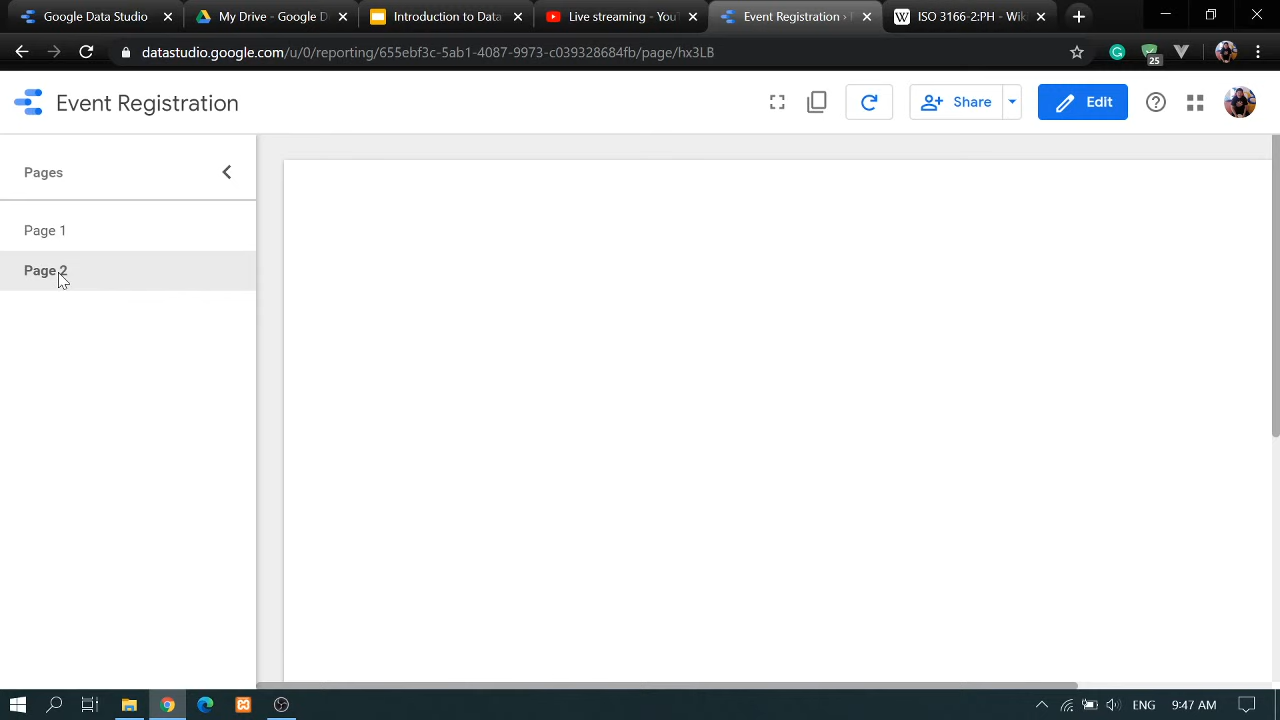 Google Data Studio
My Drive - Google D
Introduction to Data
Live streaming - You
Event Registration ›
ISO 3166-2:PH - Wik
datastudio.google.com/u/0/reporting/655ebf3c-5ab1-4087-9973-c039328684fb/page/hx3LB
25
Event Registration
Share
Edit
Pages
Page 1
Page 2
ENG
9:47 AM